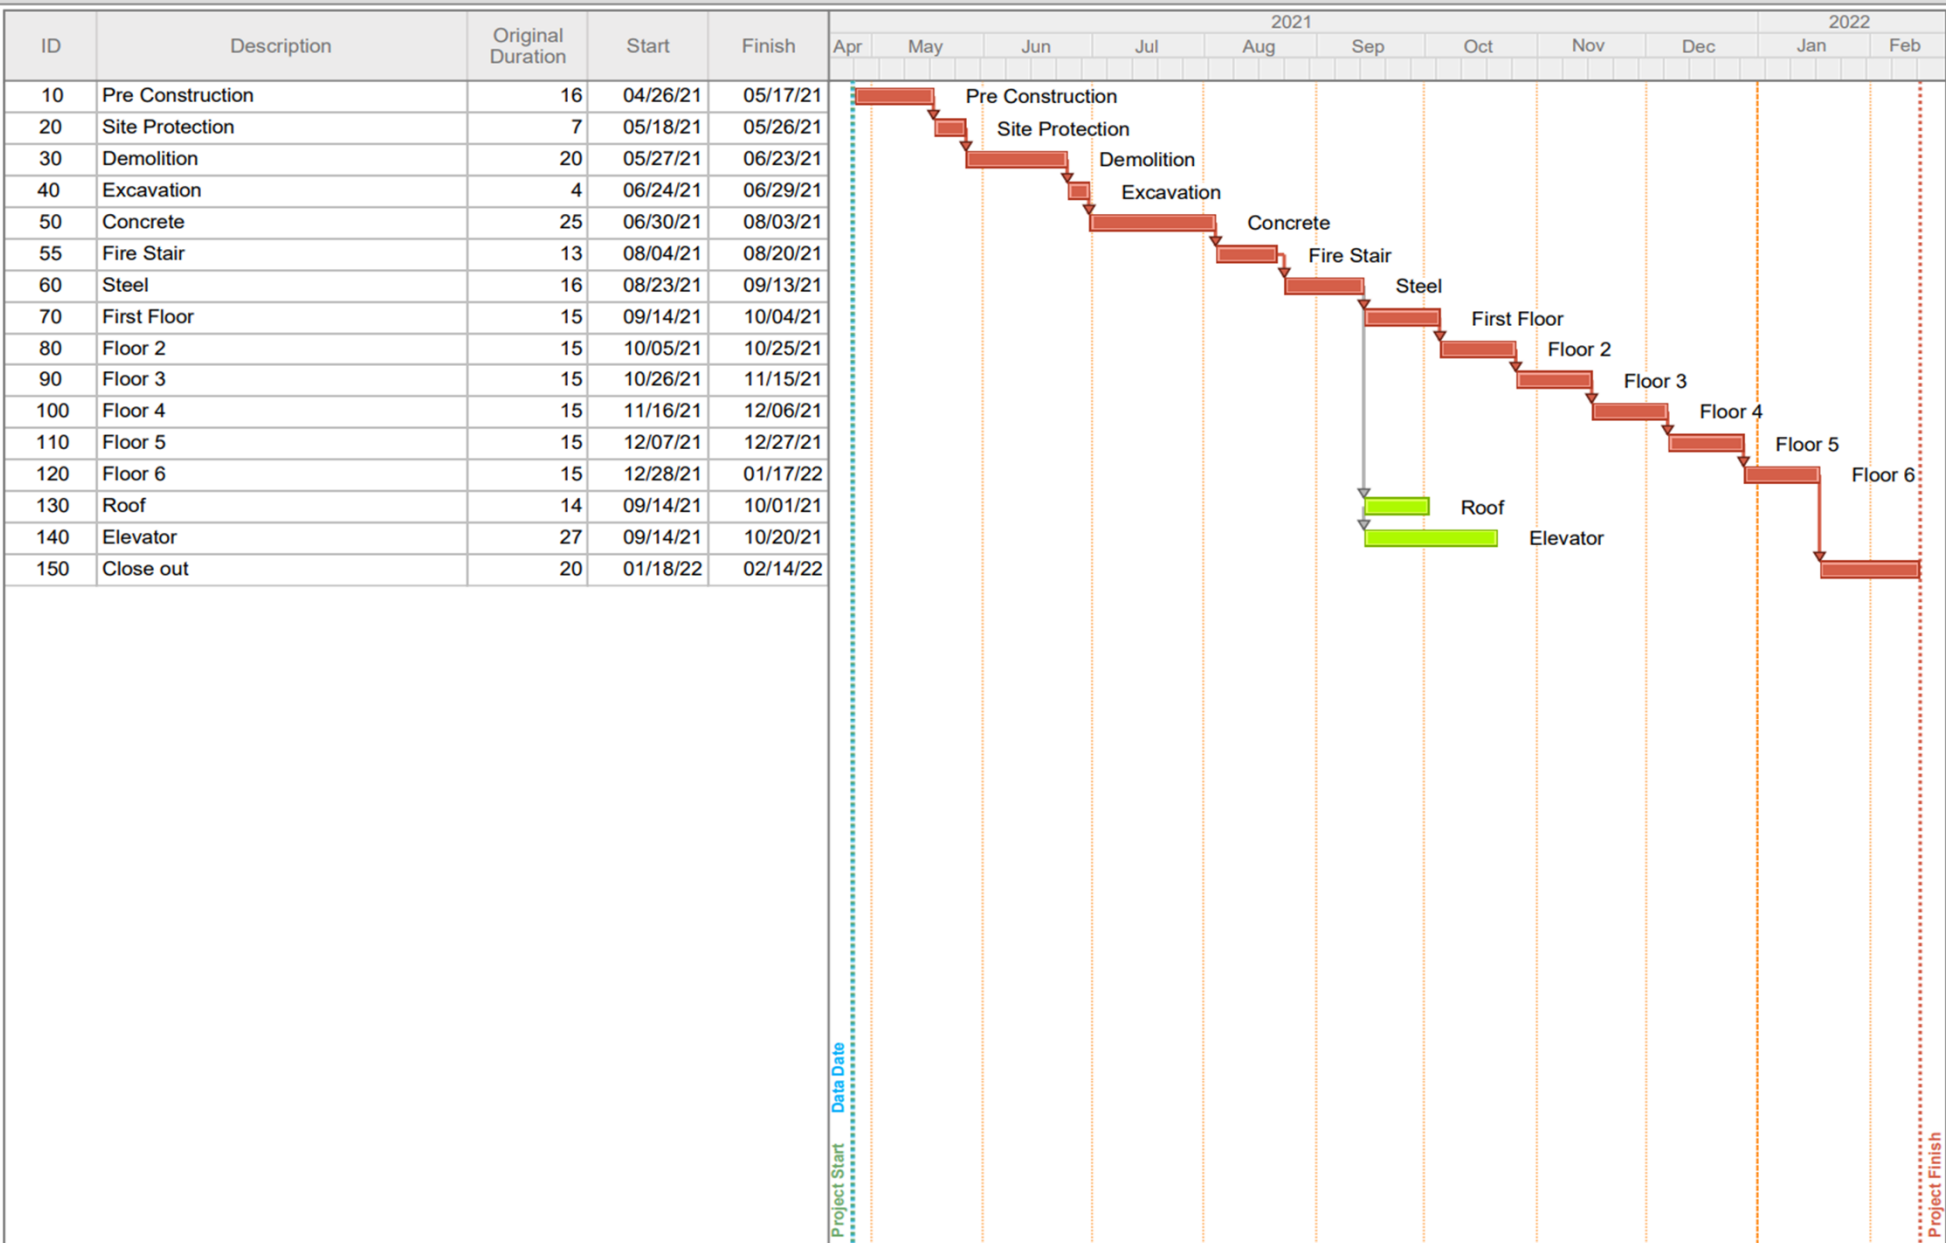 2021 2022
ID Description Original Duration Start Finish Apr May Jun Jul Aug Sep Oct Nov Dec Jan Feb
10 Pre Construction 16 04/26/21 05/17/21 Pre Construction
20 Site Protection 7 05/18/21 05/26/21 Site Protection
30 Demolition 20 05/27/21 06/23/21 Demolition
40 Excavation 4 06/24/21 06/29/21 Excavation
50 Concrete 25 06/30/21 08/03/21 Concrete
55 Fire Stair 13 08/04/21 08/20/21 Fire Stair
60 Steel 16 08/23/21 09/13/21 Steel
70 First Floor 15 09/14/21 10/04/21 First Floor
80 Floor 2 15 10/05/21 10/25/21 Floor 2
90 Floor 3 15 10/26/21 11/15/21 Floor 3
100 Floor 4 15 11/16/21 12/06/21 Floor 4
110 Floor 5 15 12/07/21 12/27/21 Floor 5
120 Floor 6 15 12/28/21 01/17/22 Floor 6
130 Roof 14 09/14/21 10/01/21 Roof
140 Elevator 27 09/14/21 10/20/21 Elevator
150 Close out 20 01/18/22 02/14/22
Data Date
Project Start
Project Finish